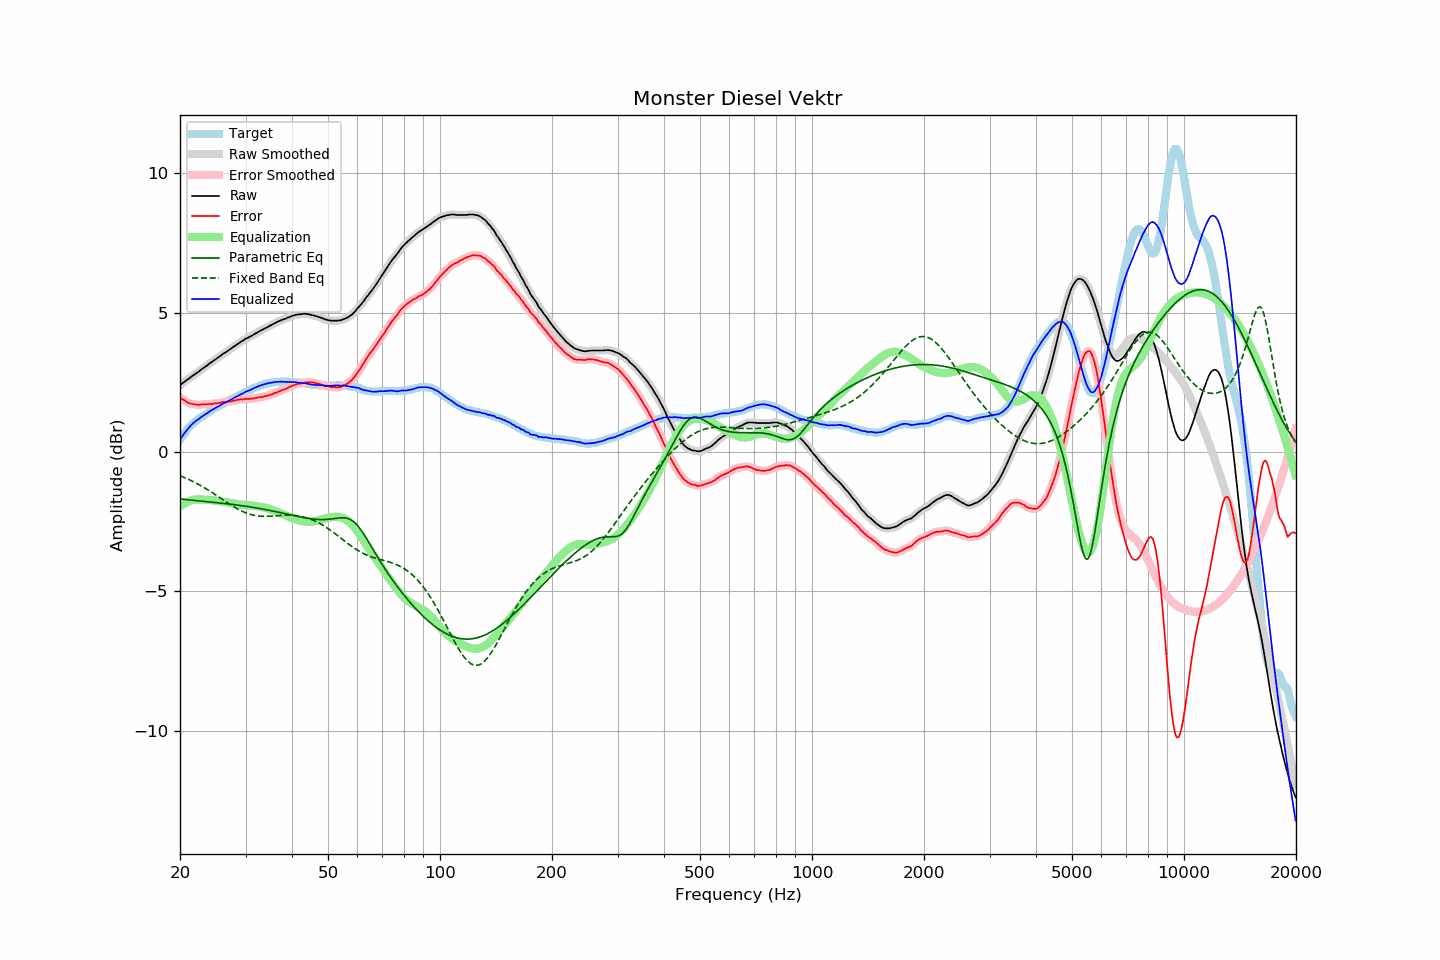 Monster Diesel Vektr
Target
Raw Smoothed
Error Smoothed
Raw
Error
Equalization
Parametric Eq
Fixed Band Eq
Equalized
Amplitude (dBr)
10
5
0
−5
−10
20
50
100
200
500
1000
2000
5000
10000
20000
Frequency (Hz)